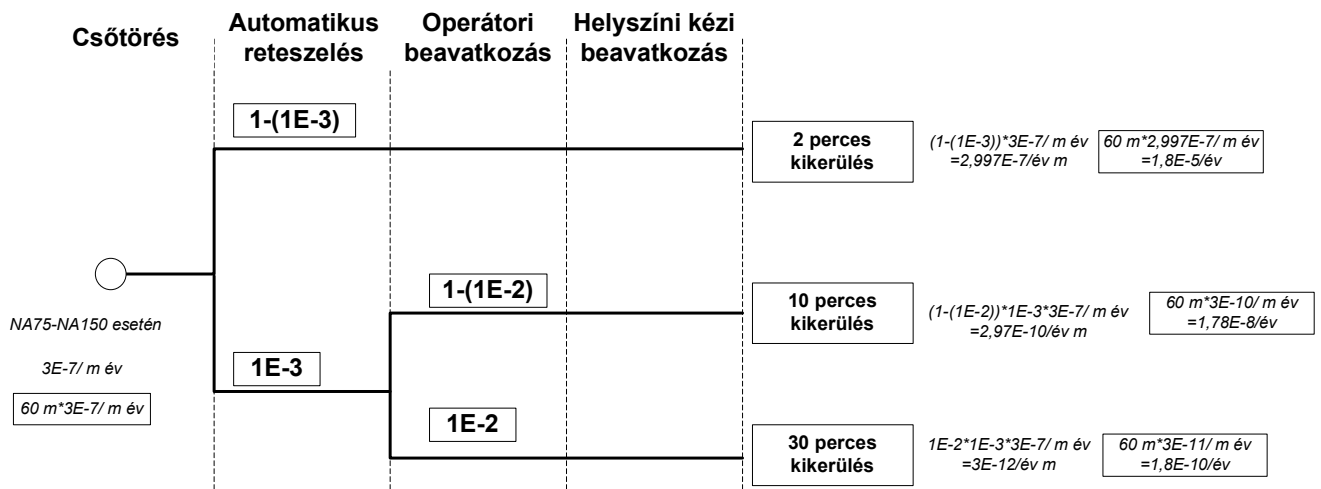 Csőtörés
Automatikus
reteszelés
Operátori
beavatkozás
Helyszíni kézi
beavatkozás
1-(1E-3)
2 perces
kikerülés
(1-(1E-3))*3E-7/ m év
=2,997E-7/év m
60 m*2,997E-7/ m év
=1,8E-5/év
NA75-NA150 esetén
3E-7/ m év
60 m*3E-7/ m év
1E-3
1-(1E-2)
10 perces
kikerülés
(1-(1E-2))*1E-3*3E-7/ m év
=2,97E-10/év m
60 m*3E-10/ m év
=1,78E-8/év
1E-2
30 perces
kikerülés
1E-2*1E-3*3E-7/ m év
=3E-12/év m
60 m*3E-11/ m év
=1,8E-10/év